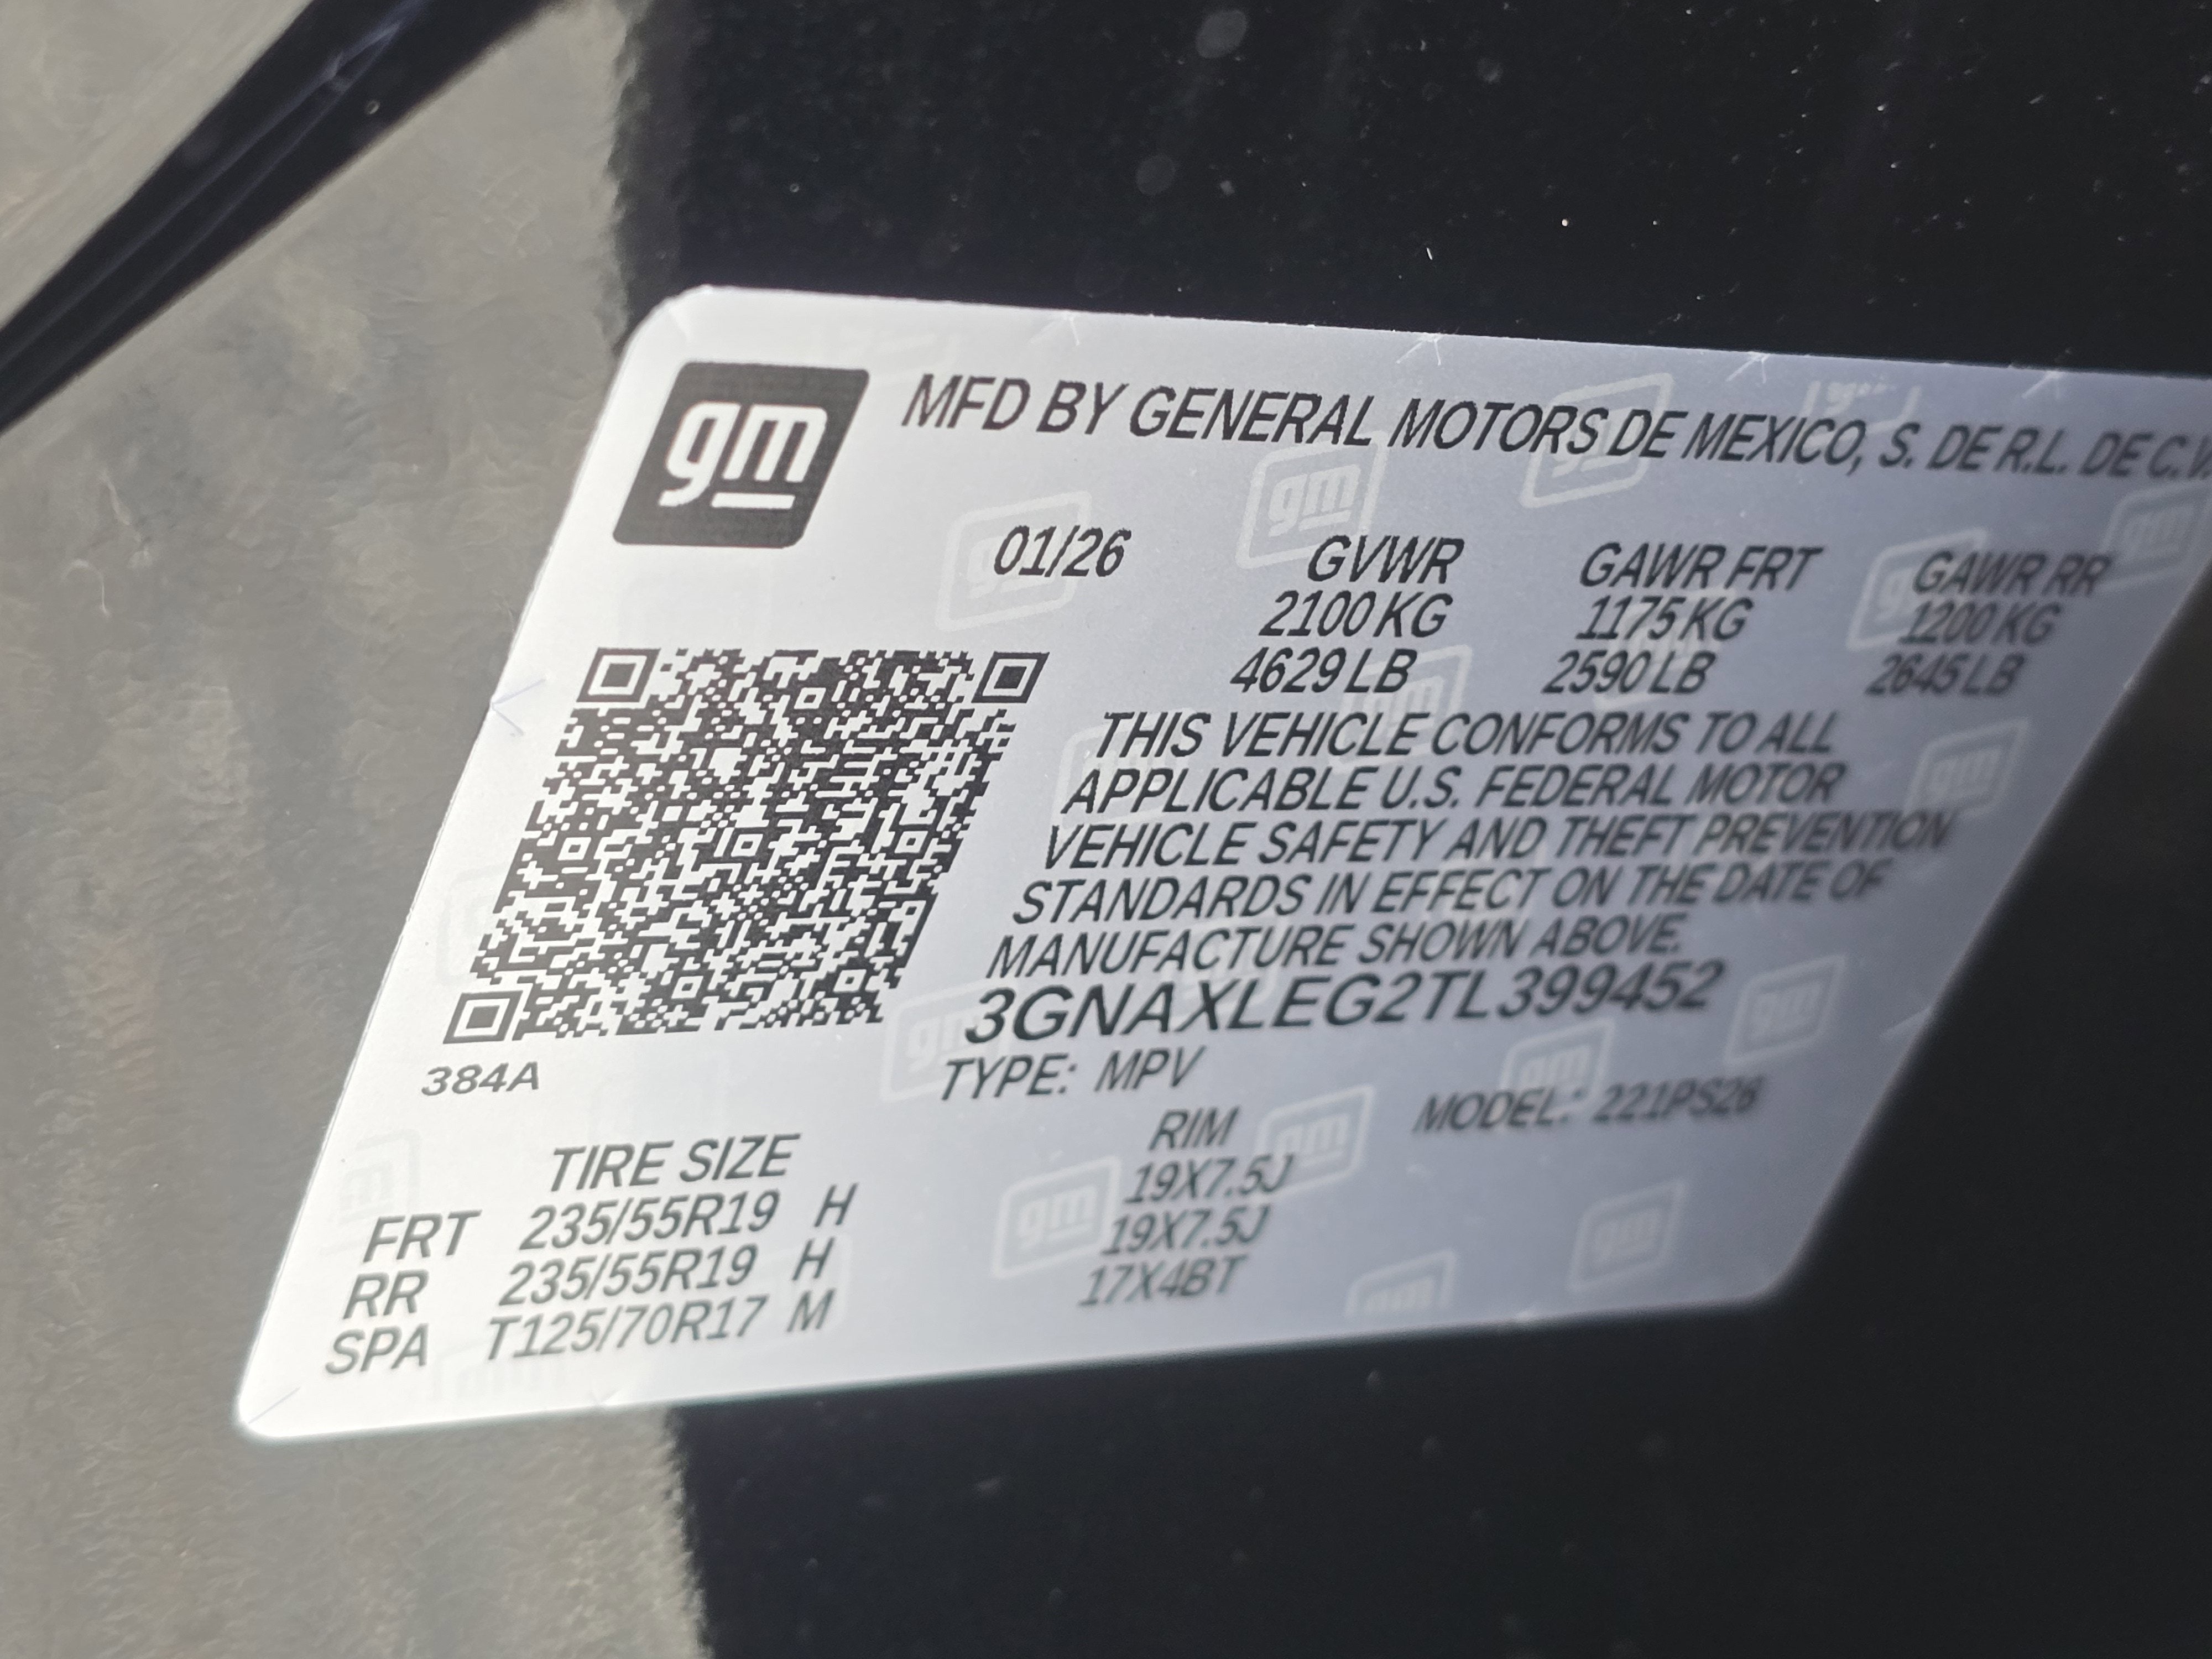 gm
MFD BY GENERAL MOTORS DE MEXICO, S. DE R.L. DE C.V
01/26 GVWR GAWR FRT GAWR RR
2100 KG 1175 KG 1200 KG
4629 LB 2590 LB 2645 LB
THIS VEHICLE CONFORMS TO ALL
APPLICABLE U.S. FEDERAL MOTOR
VEHICLE SAFETY AND THEFT PREVENTION
STANDARDS IN EFFECT ON THE DATE OF
MANUFACTURE SHOWN ABOVE.
3GNAXLEG2TL399452
384A
TYPE: MPV MODEL: 221PS26
TIRE SIZE RIM
FRT 235/55R19 H 19X7.5J
RR 235/55R19 H 19X7.5J
SPA T125/70R17 M 17X4BT